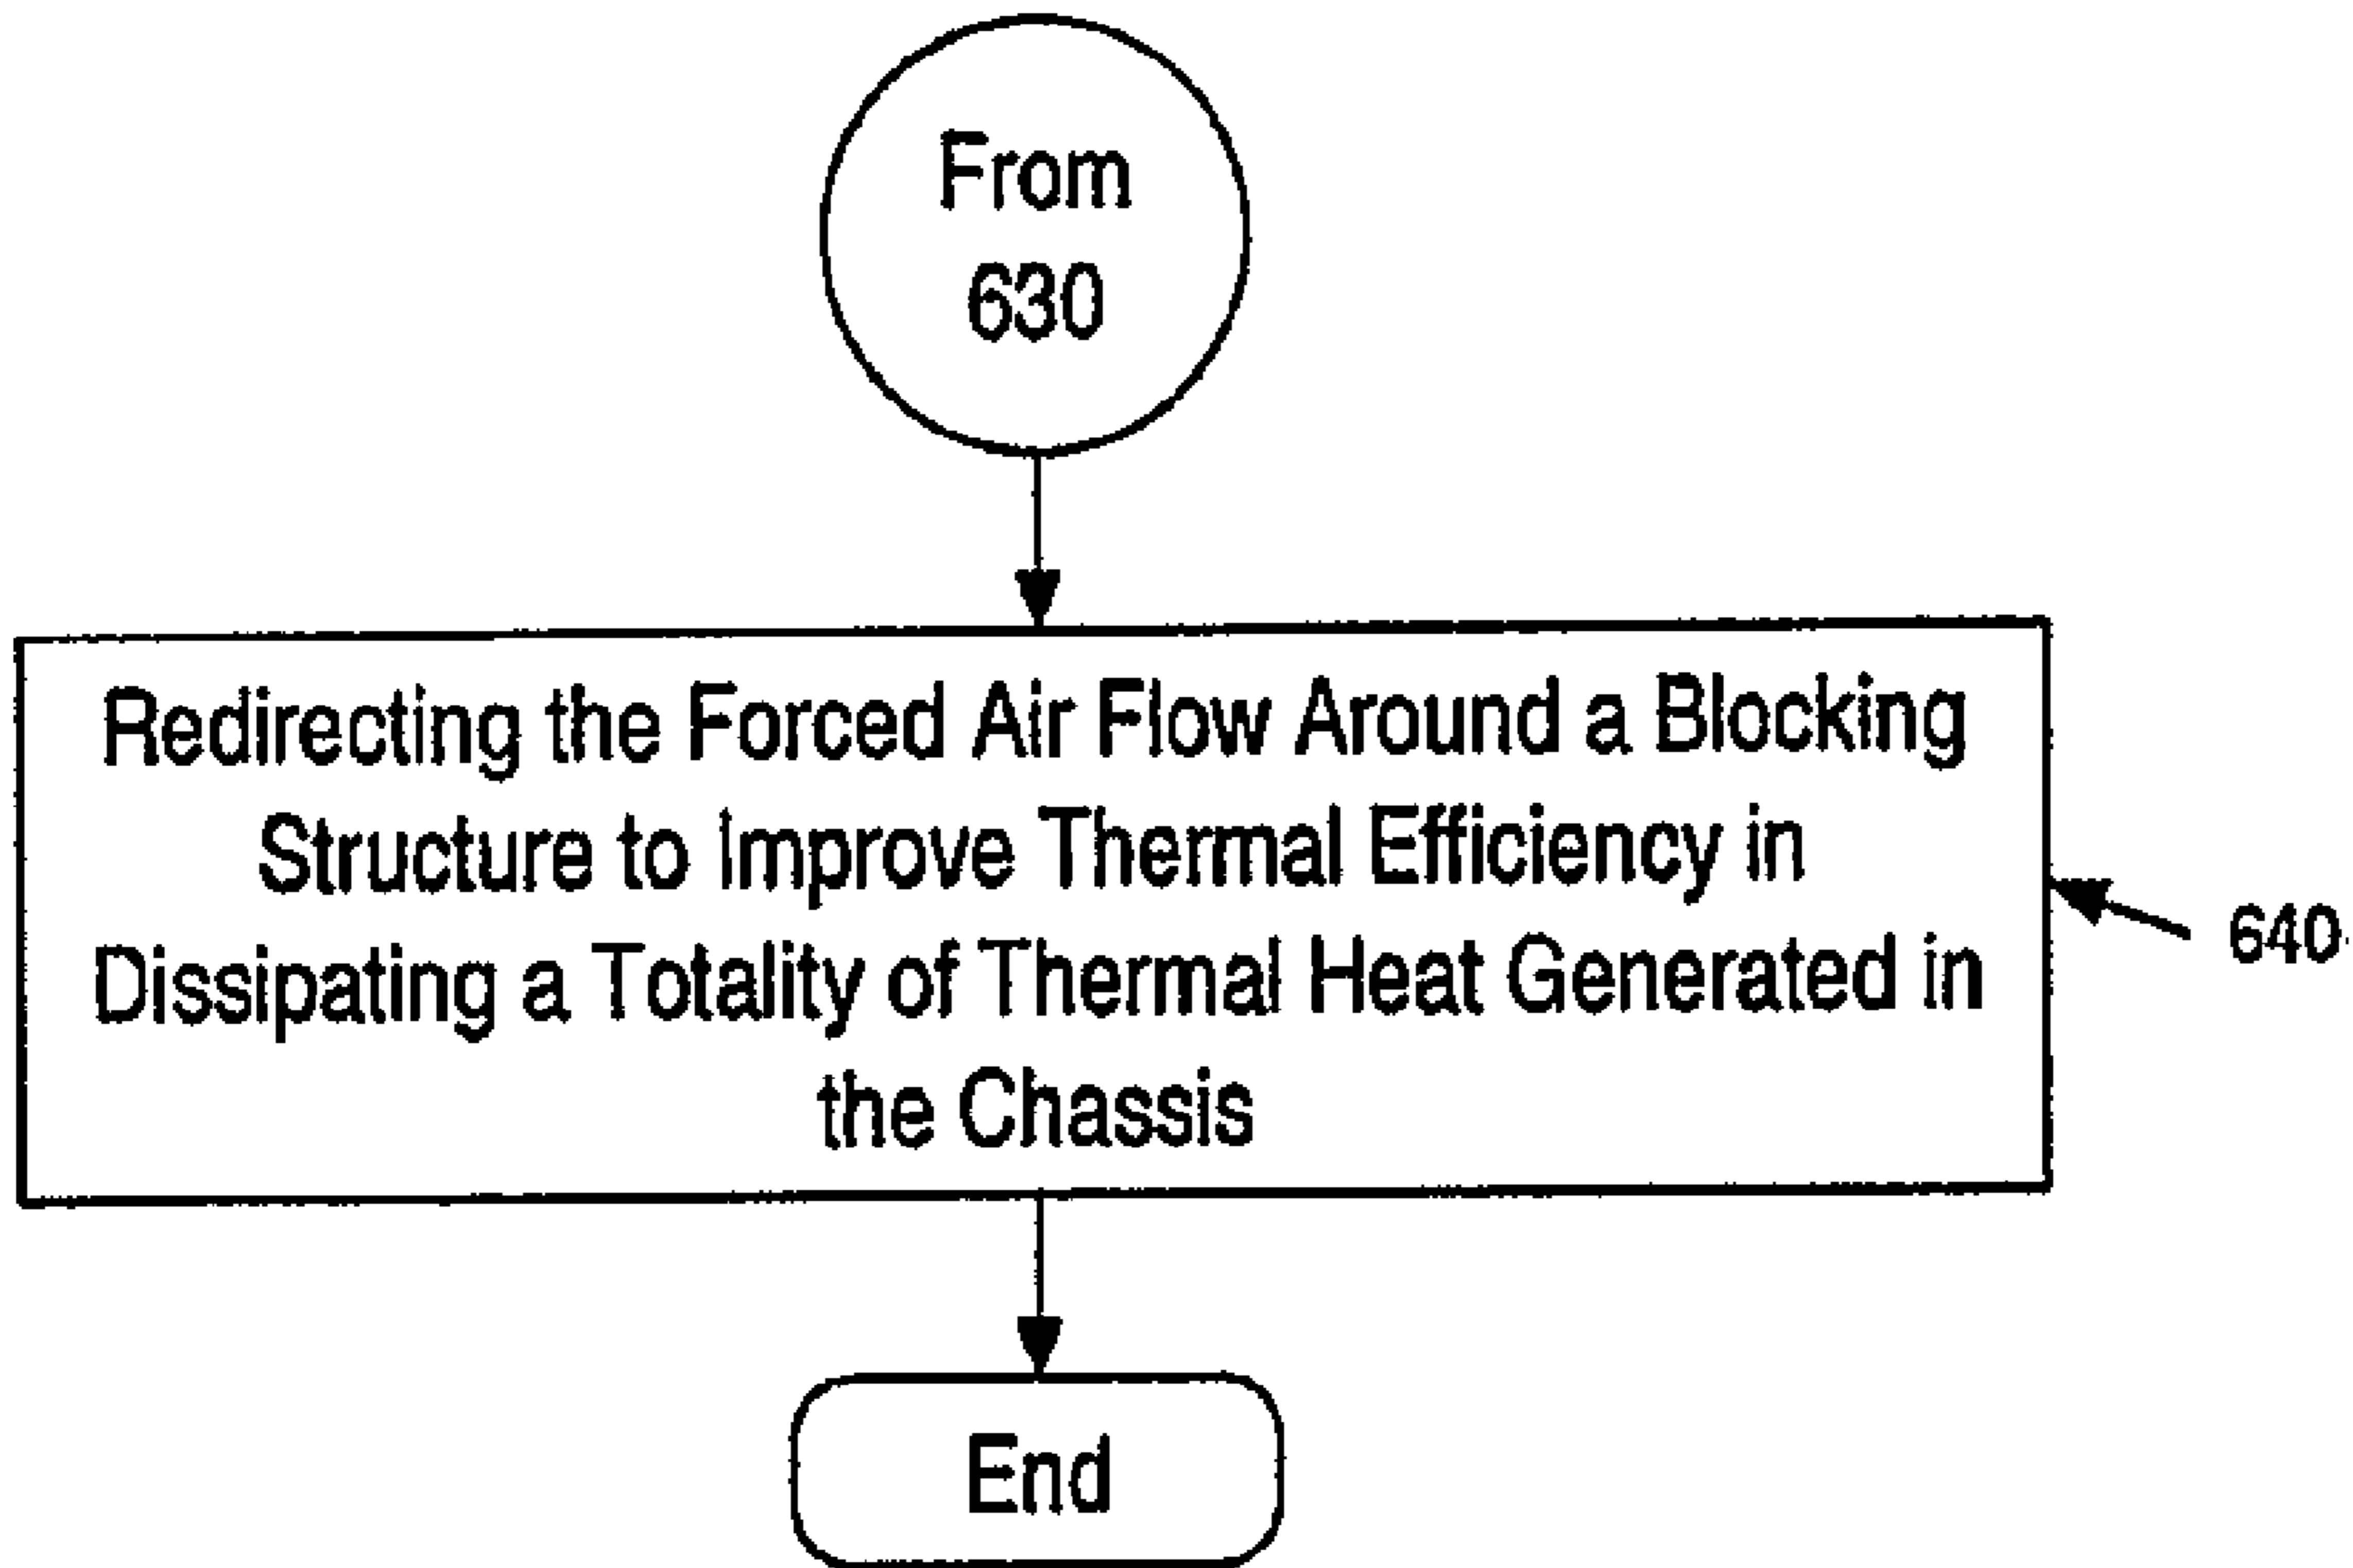 From
630
Redirecting the Forced Air Flow Around a Blocking
Structure to Improve Thermal Efficiency in
Dissipating a Totality of Thermal Heat Generated in
the Chassis
640
End